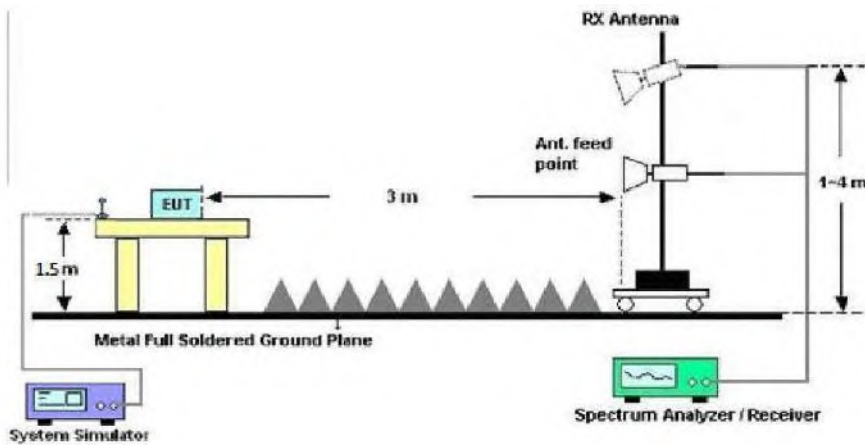 RX Antenna
Ant. feed
point
EUT
3 m
1~4 m
1.5 m
Metal Full Soldered Ground Plane
System Simulator
Spectrum Analyzer / Receiver